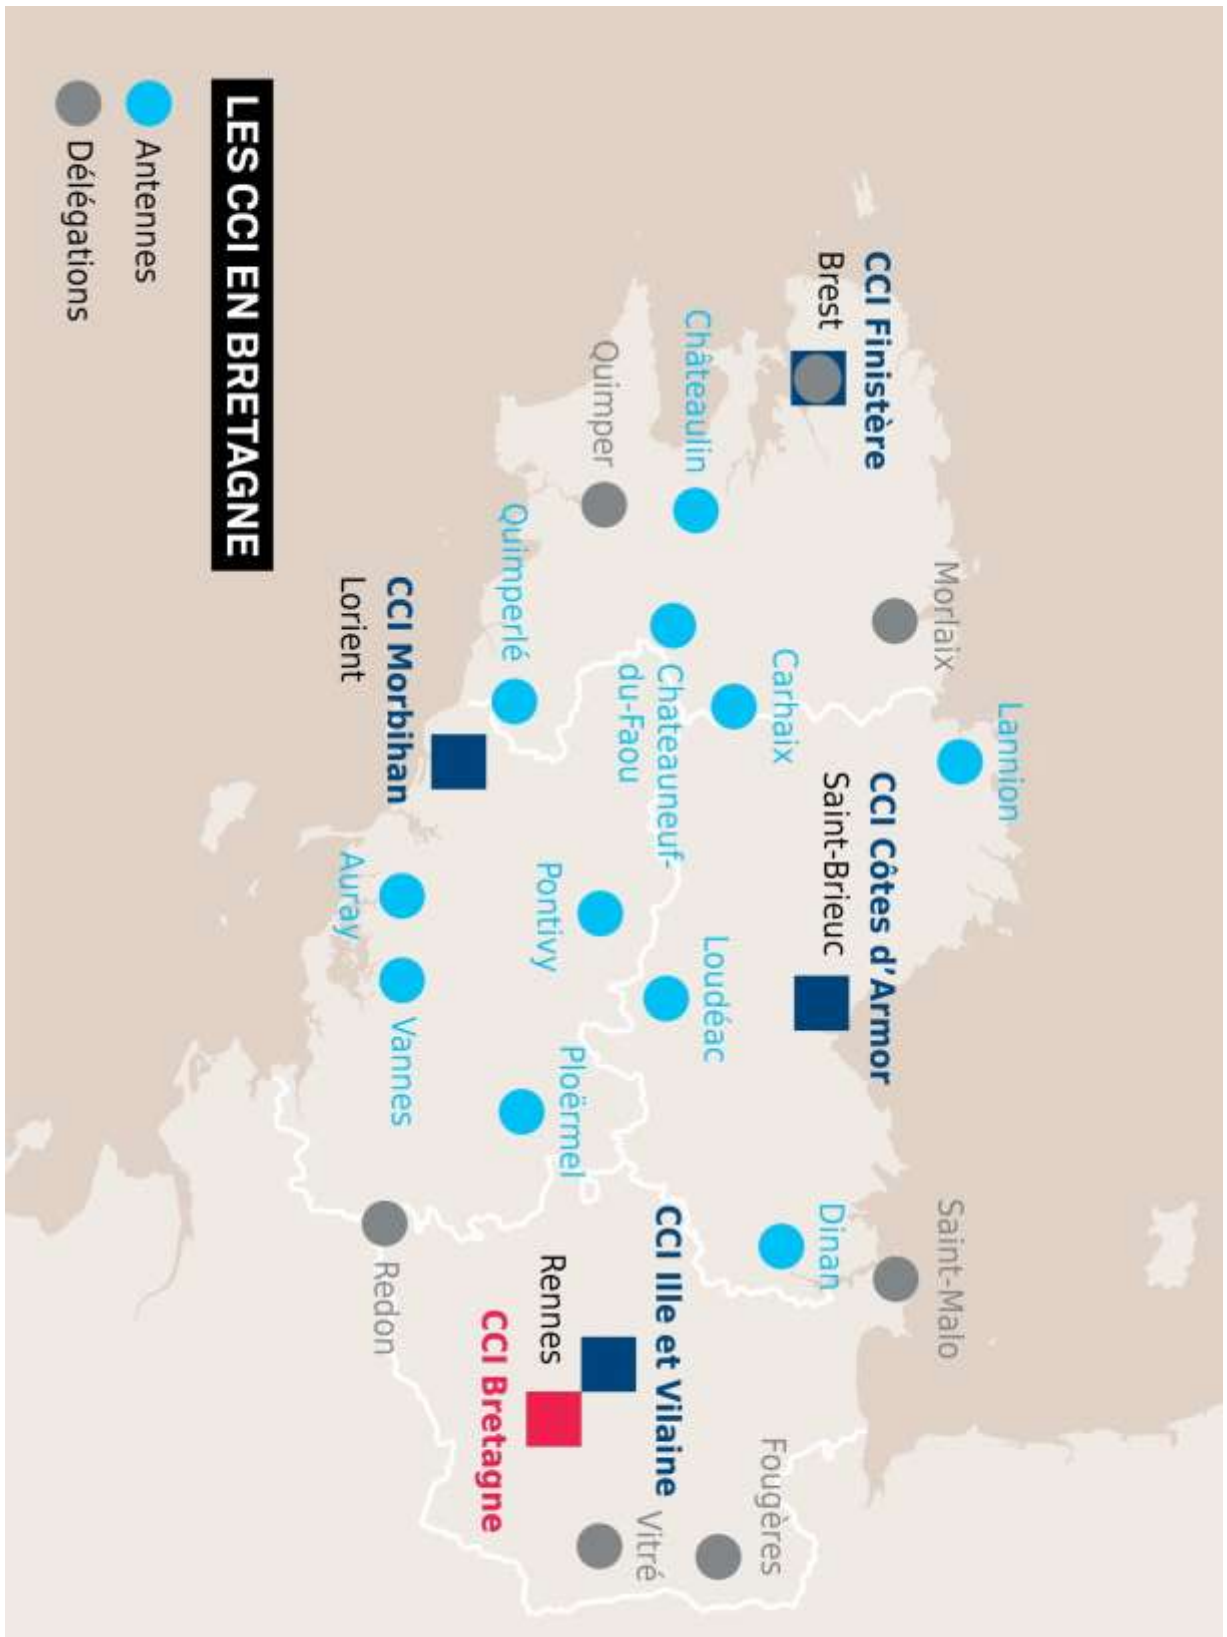 Lannion
Morlaix
Saint-Malo
CCI Finistère
Brest
CCI Côtes d'Armor
Saint-Brieuc
Dinan
Carhaix
Fougères
Châteaulin
Loudéac
Chateauneuf-
du-Faou
CCI Ille et Vilaine
Vitré
Quimper
Ploërmel
Rennes
Pontivy
Quimperlé
CCI Bretagne
CCI Morbihan
Lorient
Vannes
Redon
Auray
LES CCI EN BRETAGNE
Antennes
Délégations